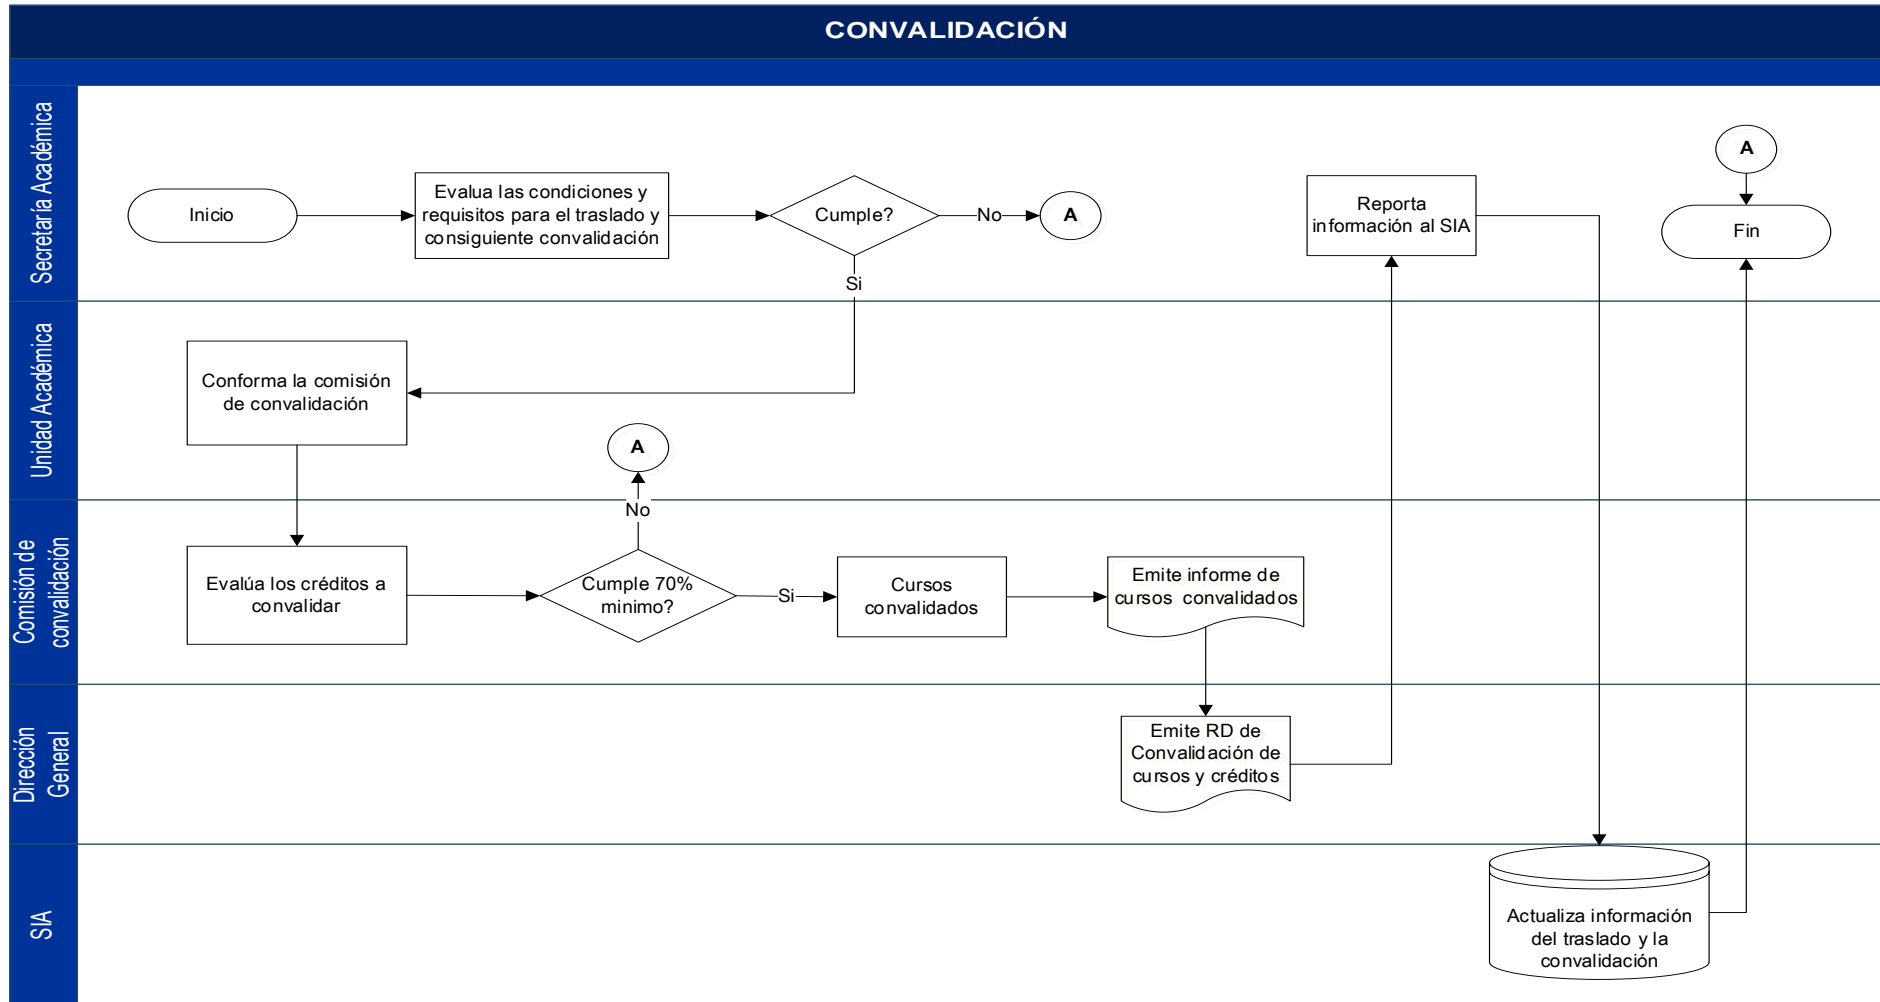 CONVALIDACIÓN
Secretaría Académica
Inicio
Evalua las condiciones y
requisitos para el traslado y
consiguiente convalidación
Cumple?
No
A
Si
Reporta
información al SIA
A
Fin
Unidad Académica
Conforma la comisión
de convalidación
A
No
Comisión de
convalidación
Evalúa los créditos a
convalidar
Cumple 70%
minimo?
Si
Cursos
convalidados
Emite informe de
cursos convalidados
Dirección
General
Emite RD de
Convalidación de
cursos y créditos
SIA
Actualiza información
del traslado y la
convalidación